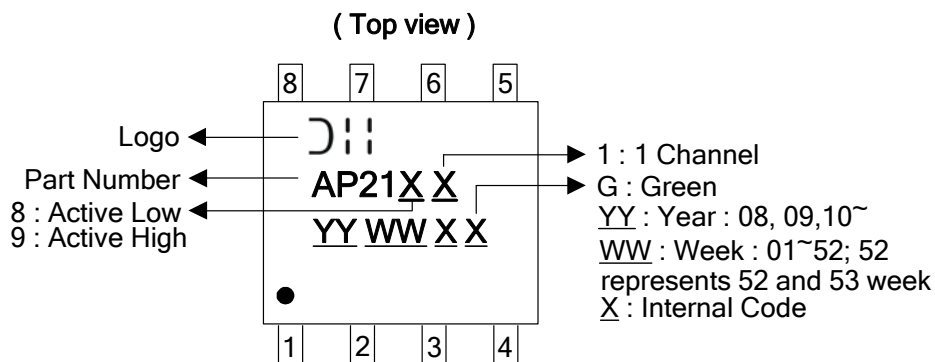 ( Top view )
8 7 6 5
Logo
Part Number
8 : Active Low
9 : Active High
AP21X X
YY WW X X
1 : 1 Channel
G : Green
YY : Year : 08, 09,10~
WW : Week : 01~52; 52
represents 52 and 53 week
X : Internal Code
1 2 3 4